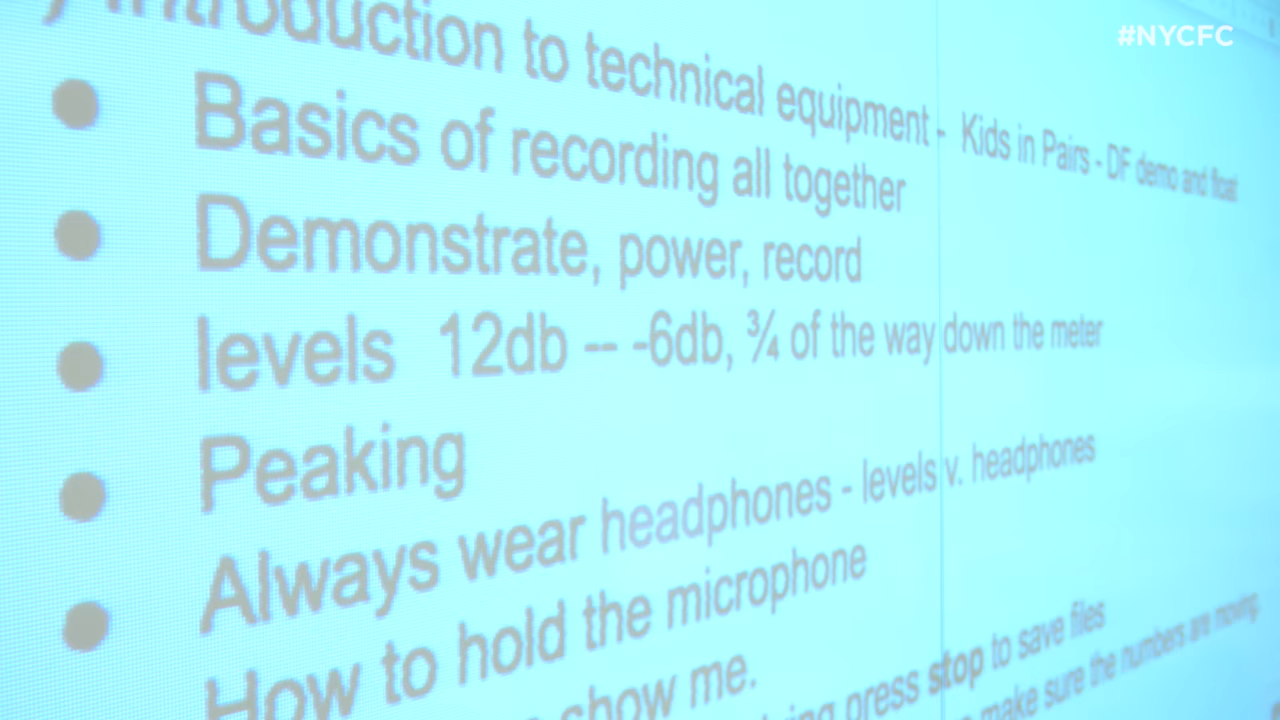 #NYCFC
Introduction to technical equipment - Kids in Pairs - DF demo and float
Basics of recording all together
Demonstrate, power, record
levels 12db -- -6db, ¾ of the way down the meter
Peaking
Always wear headphones - levels v. headphones
How to hold the microphone
show me.
press stop to save files
make sure the numbers are moving